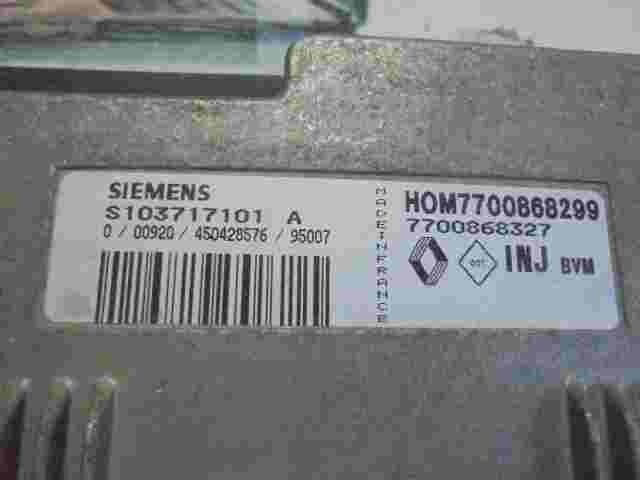 SIEMENS
S103717101 A
0 / 00920 / 450428576 / 95007
MADE IN FRANCE
HOM7700868299
7700868327
INJ BVM